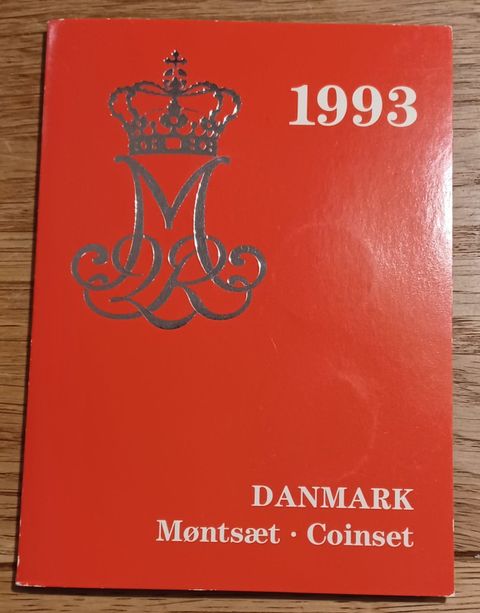 1993
DANMARK
Møntsæt · Coinset